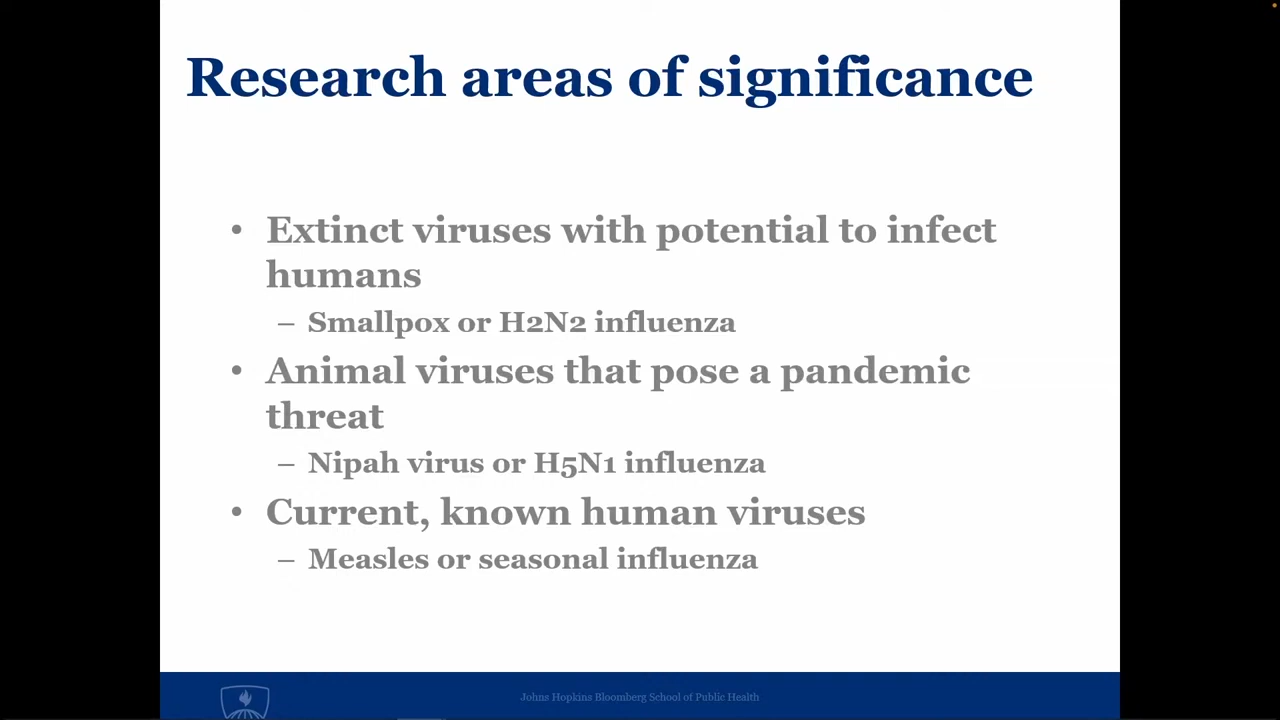 Research areas of significance
• Extinct viruses with potential to infect
humans
– Smallpox or H2N2 influenza
• Animal viruses that pose a pandemic
threat
– Nipah virus or H5N1 influenza
• Current, known human viruses
– Measles or seasonal influenza
Johns Hopkins Bloomberg School of Public Health